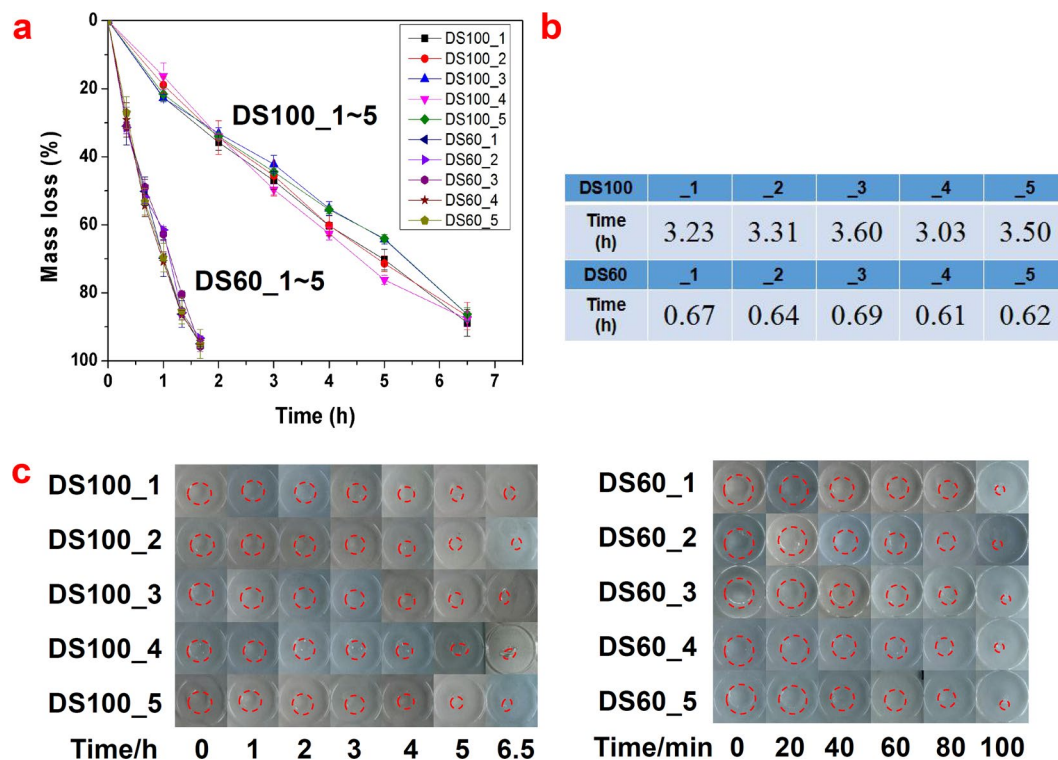 a
Mass loss (%)
0
20
40
60
80
100
0 1 2 3 4 5 6 7
Time (h)
DS100_1~5
DS60_1~5
DS100_1
DS100_2
DS100_3
DS100_4
DS100_5
DS60_1
DS60_2
DS60_3
DS60_4
DS60_5
b
DS100 _1 _2 _3 _4 _5
Time (h) 3.23 3.31 3.60 3.03 3.50
DS60 _1 _2 _3 _4 _5
Time (h) 0.67 0.64 0.69 0.61 0.62
c
DS100_1
DS100_2
DS100_3
DS100_4
DS100_5
Time/h 0 1 2 3 4 5 6.5
DS60_1
DS60_2
DS60_3
DS60_4
DS60_5
Time/min 0 20 40 60 80 100